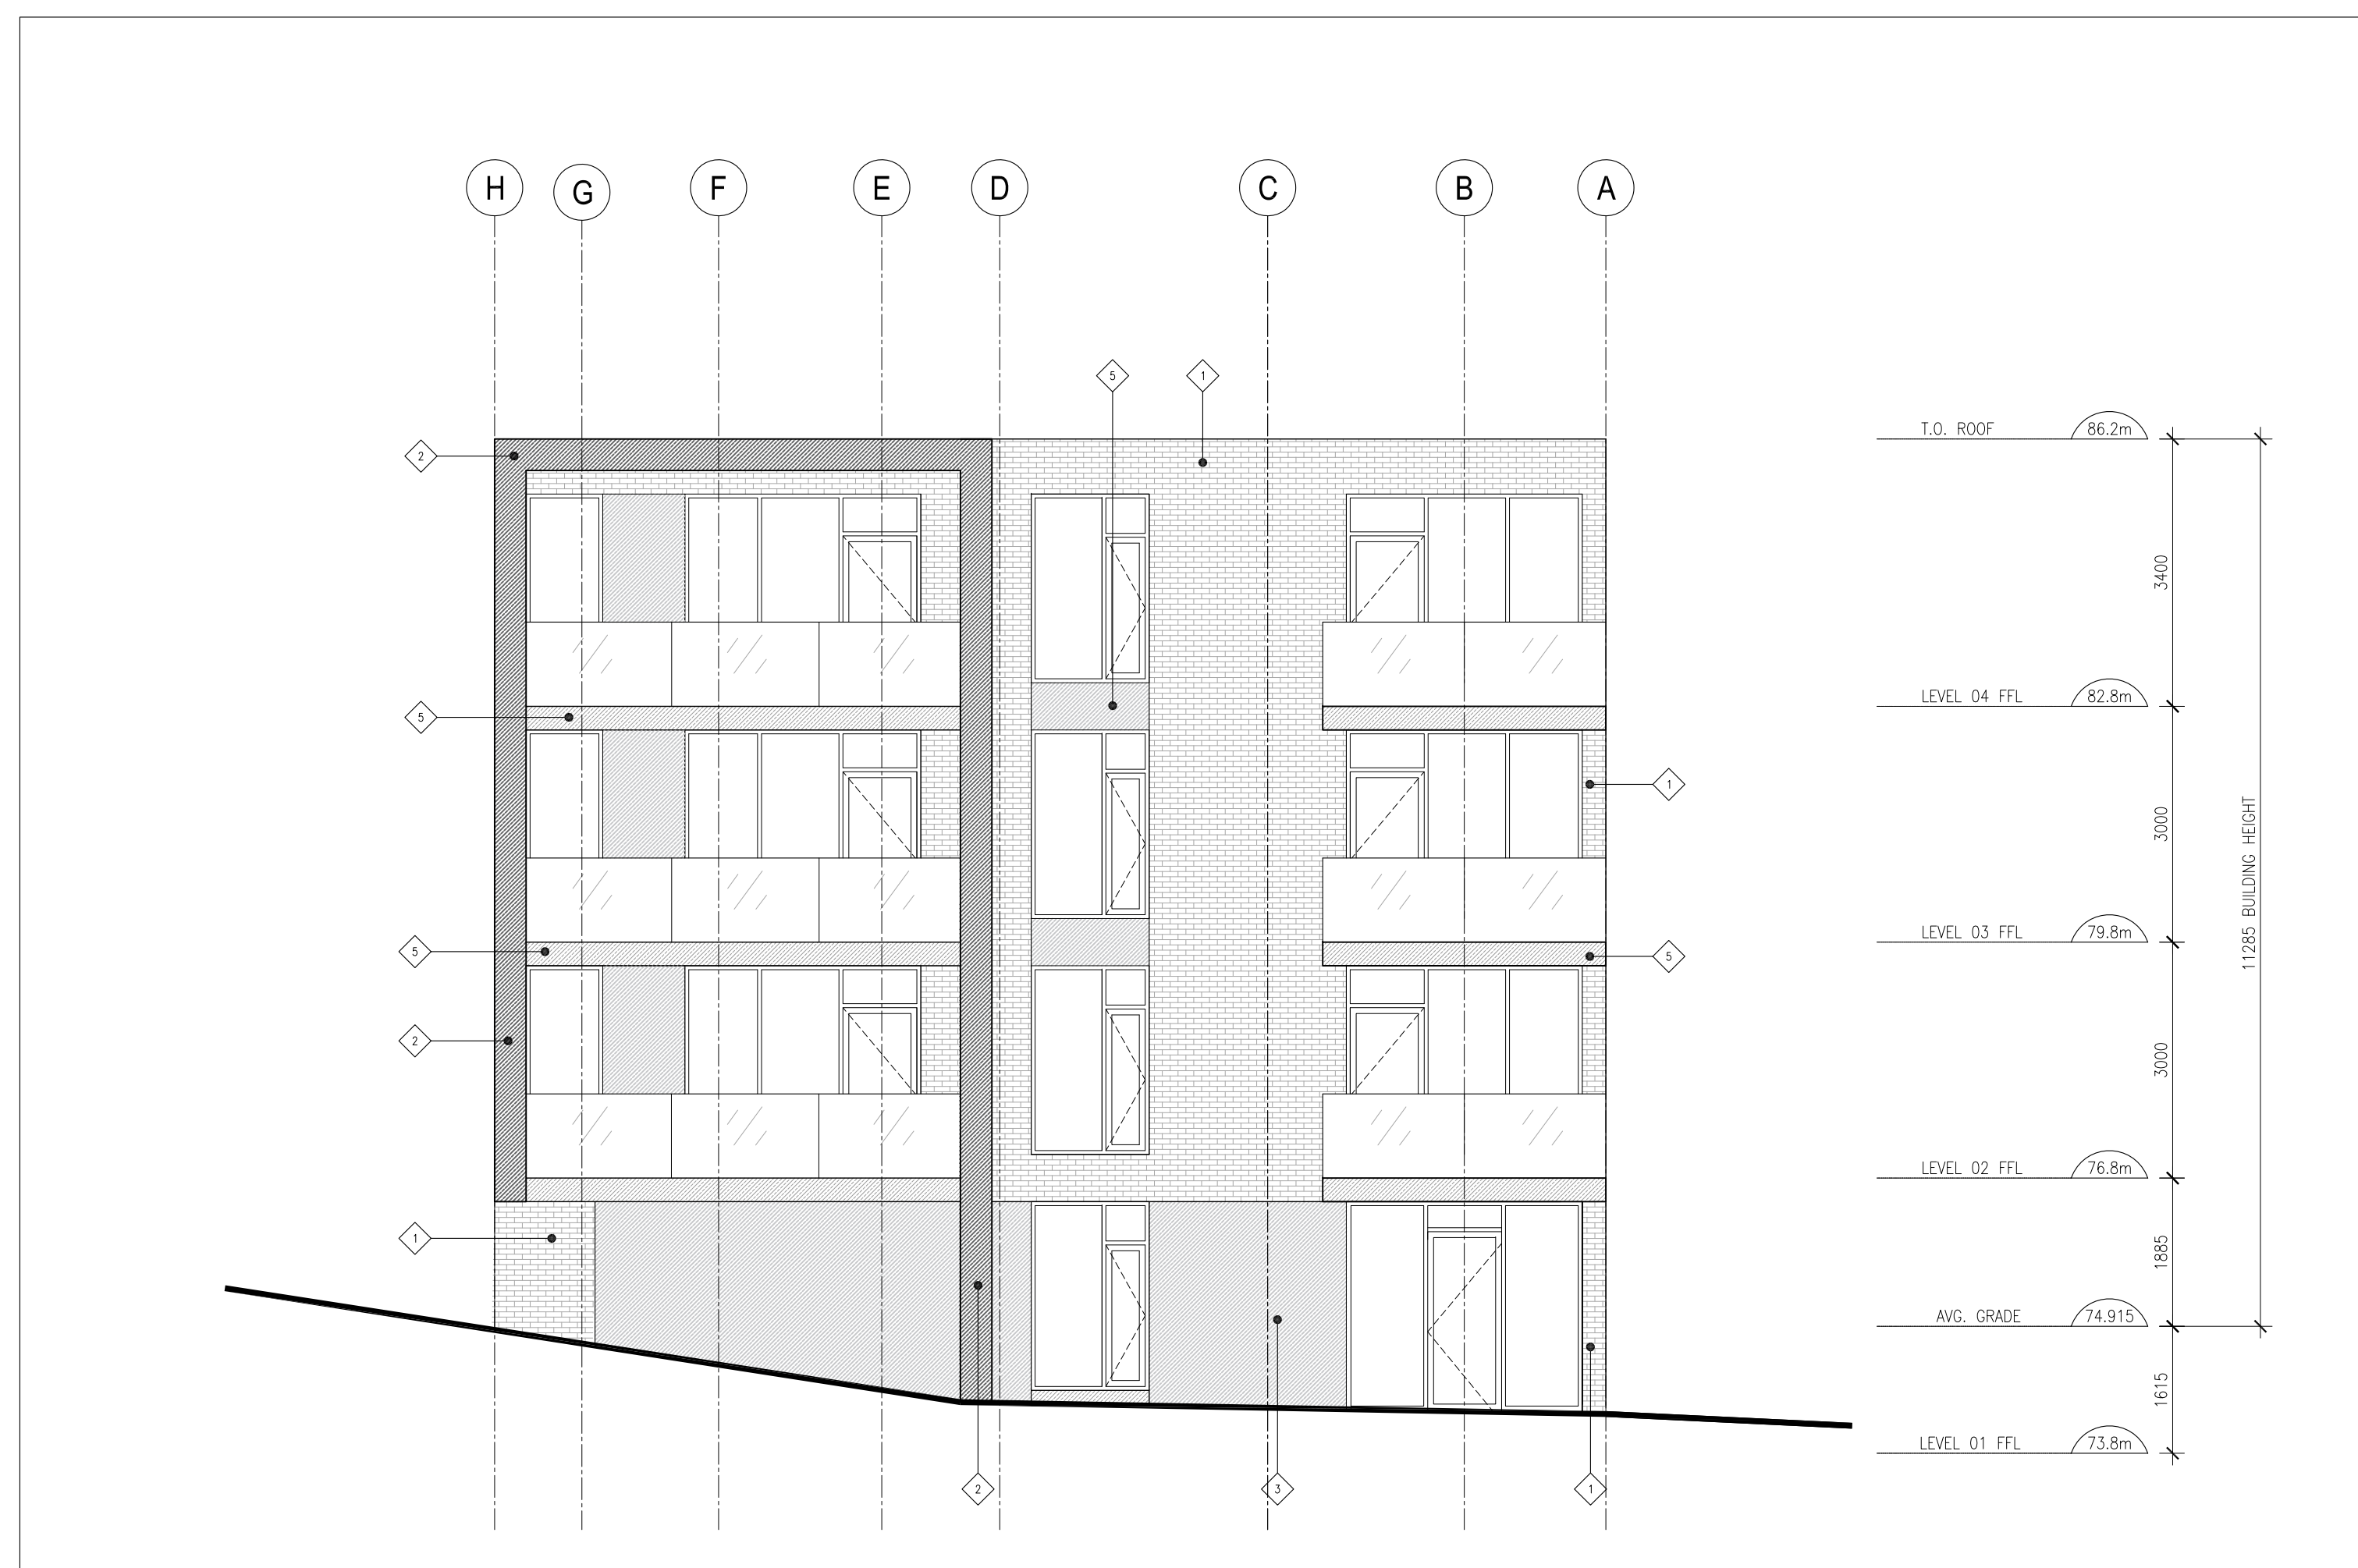 H G F E D C B A
5 1
2
T.O. ROOF 86.2m
3400
5
LEVEL 04 FFL 82.8m
1
3000
11285 BUILDING HEIGHT
5
5
LEVEL 03 FFL 79.8m
2
3000
LEVEL 02 FFL 76.8m
1
1885
AVG. GRADE 74.915
1615
LEVEL 01 FFL 73.8m
2 3 1